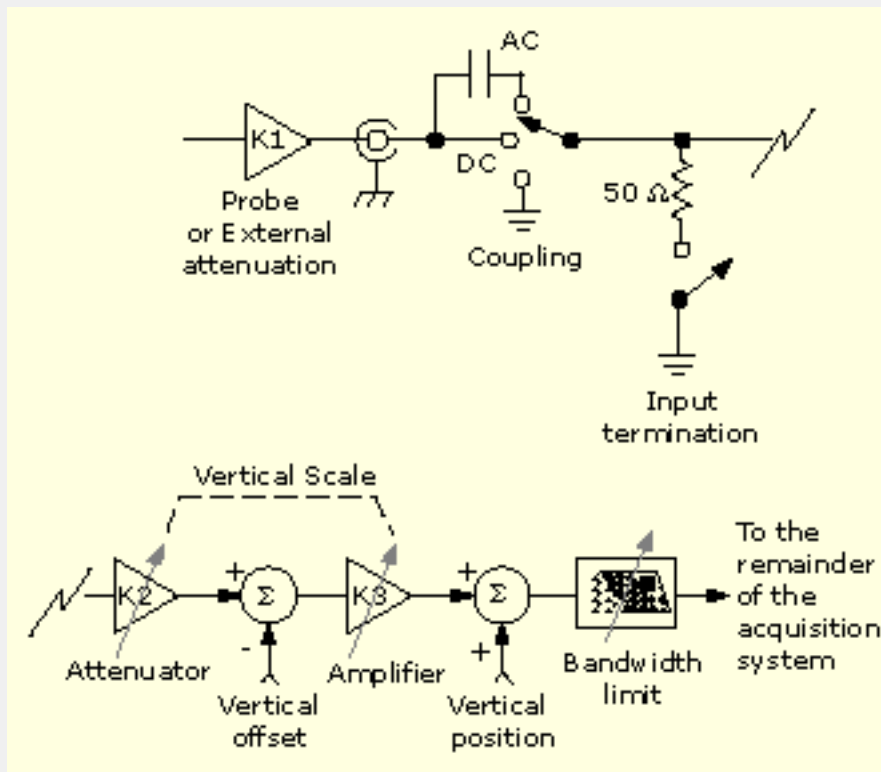 AC
K1
DC
50 Ω
Probe
or External
attenuation
Coupling
Input
termination
Vertical Scale
To the
remainder
of the
acquisition
system
K2
+
Σ
K3
+
Σ
-
+
Attenuator
Amplifier
Bandwidth
limit
Vertical
offset
Vertical
position